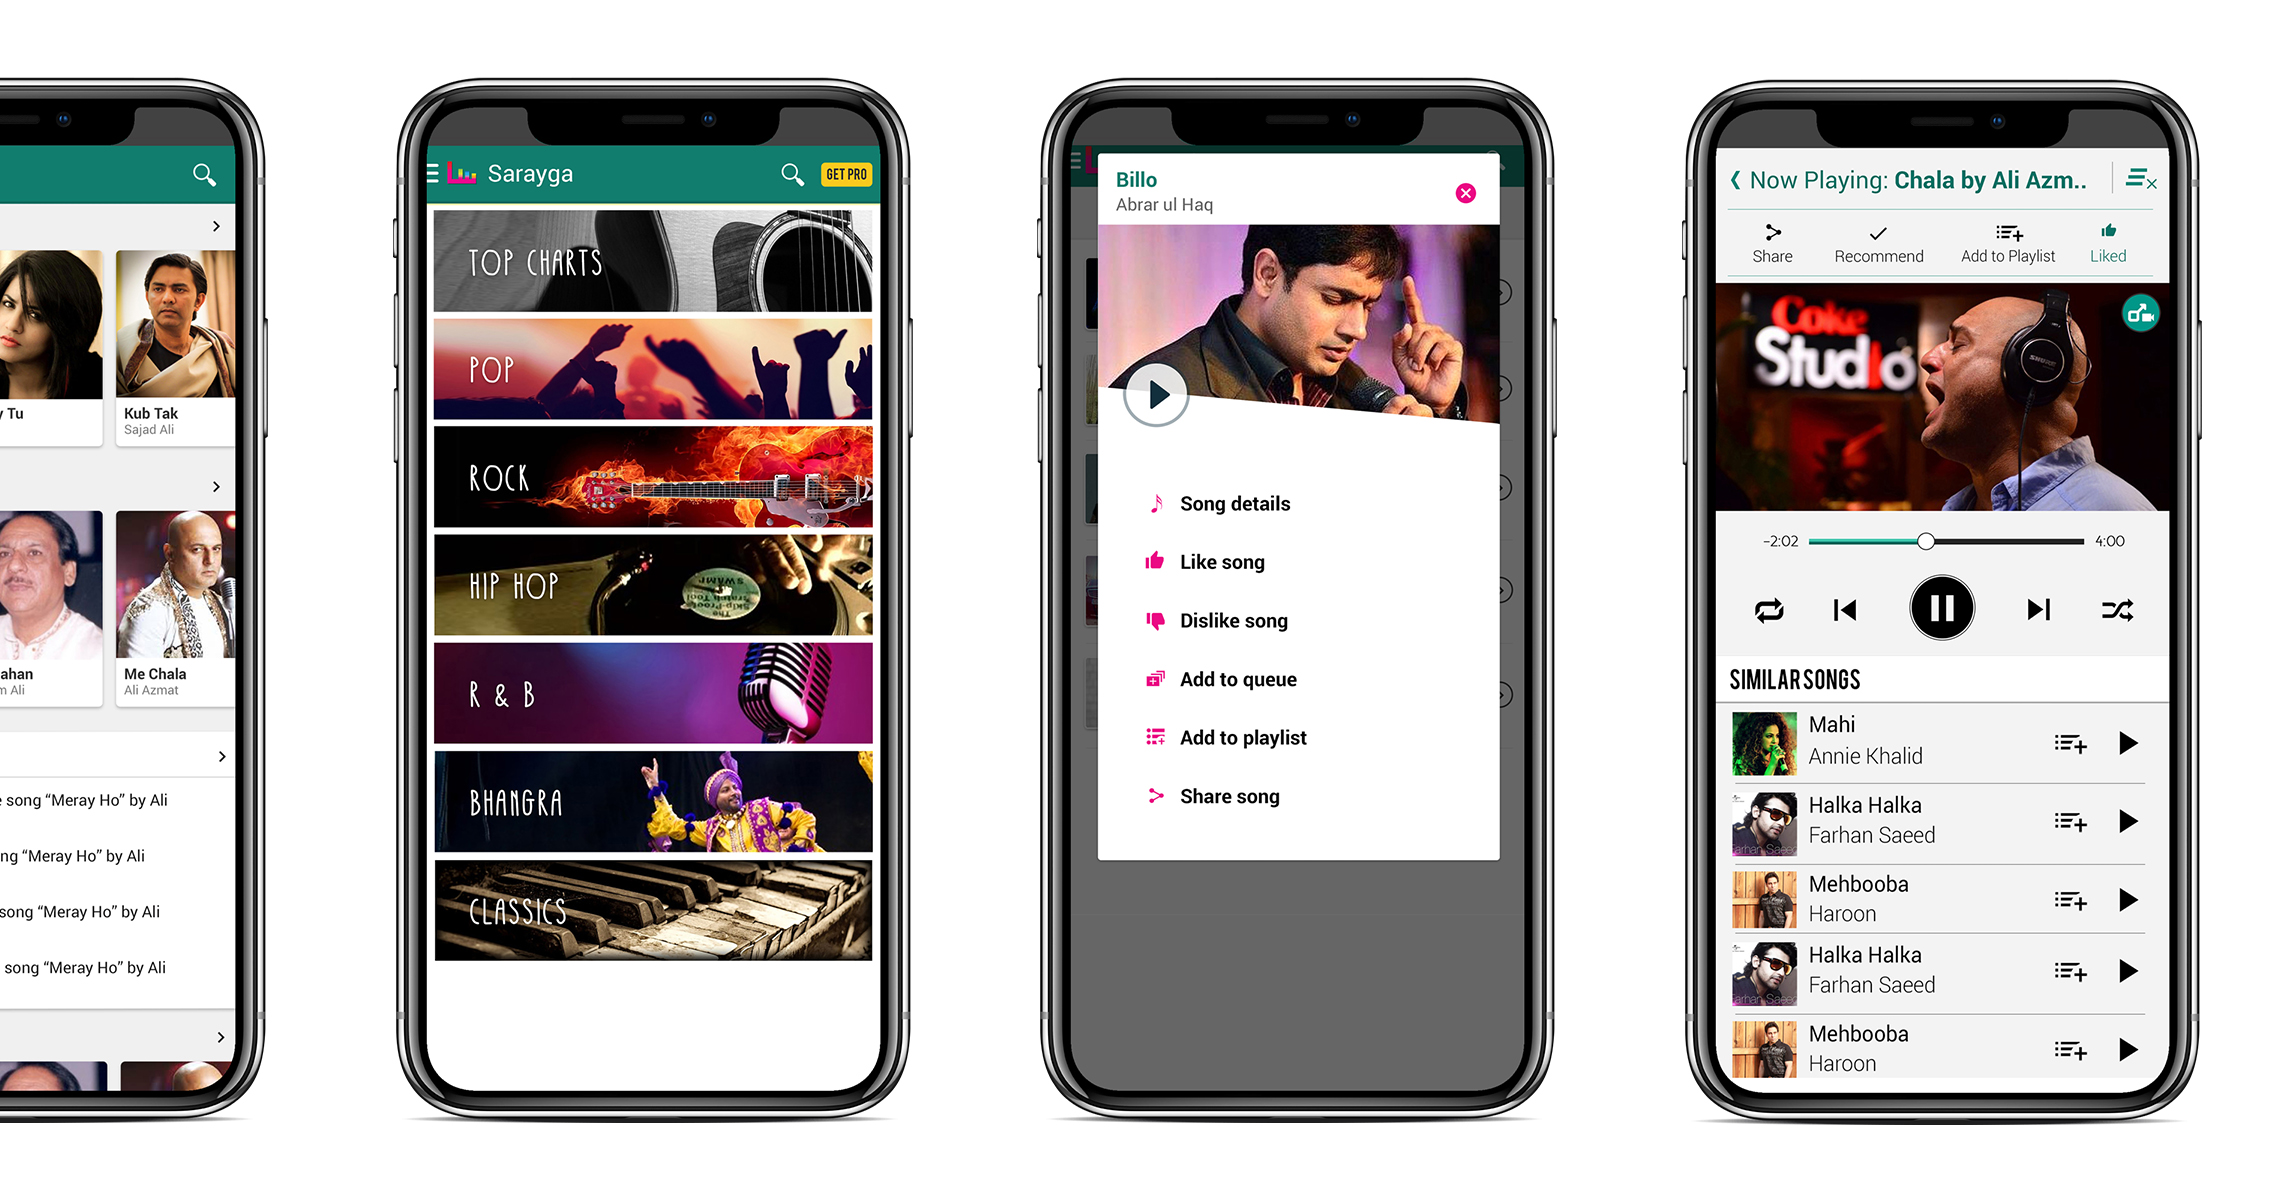 y Tu
Kub Tak
Sajad Ali
ahan
m Ali
Me Chala
Ali Azmat
song “Meray Ho” by Ali
ng “Meray Ho” by Ali
song “Meray Ho” by Ali
song “Meray Ho” by Ali
Sarayga
GET PRO
TOP CHARTS
POP
ROCK
HIP HOP
R & B
BHANGRA
CLASSICS
Billo
Abrar ul Haq
Song details
Like song
Dislike song
Add to queue
Add to playlist
Share song
Now Playing: Chala by Ali Azm..
Share
Recommend
Add to Playlist
Liked
Coke
Studio
SHURE
-2:02
4:00
SIMILAR SONGS
Mahi
Annie Khalid
Halka Halka
Farhan Saeed
Mehbooba
Haroon
Halka Halka
Farhan Saeed
Mehbooba
Haroon